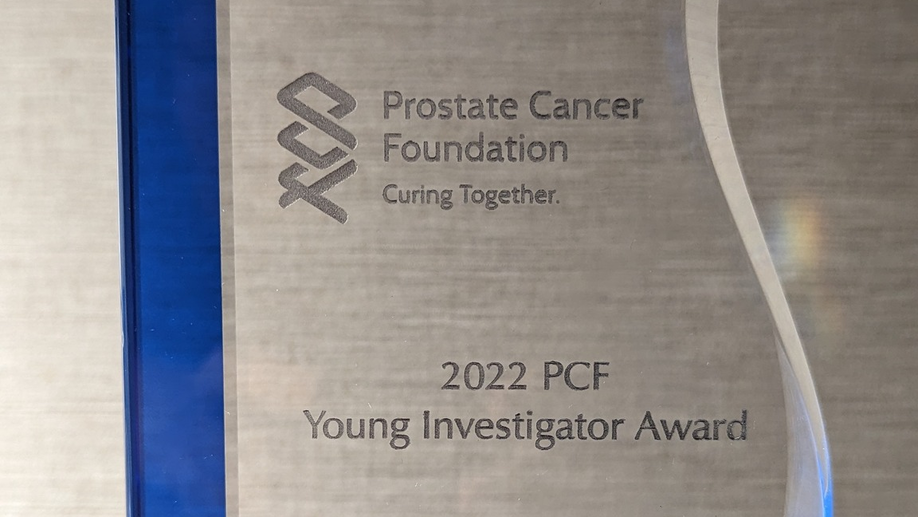 Prostate Cancer
Foundation
Curing Together.
2022 PCF
Young Investigator Award